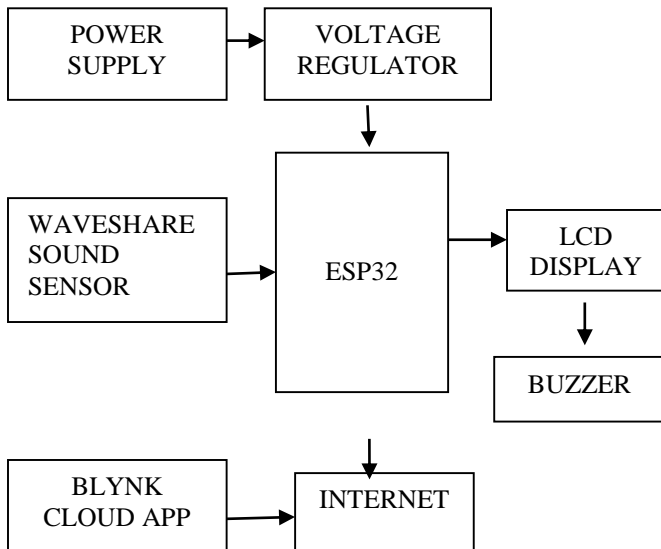 POWER
SUPPLY
VOLTAGE
REGULATOR
WAVESHARE
SOUND
SENSOR
ESP32
LCD
DISPLAY
BUZZER
BLYNK
CLOUD APP
INTERNET